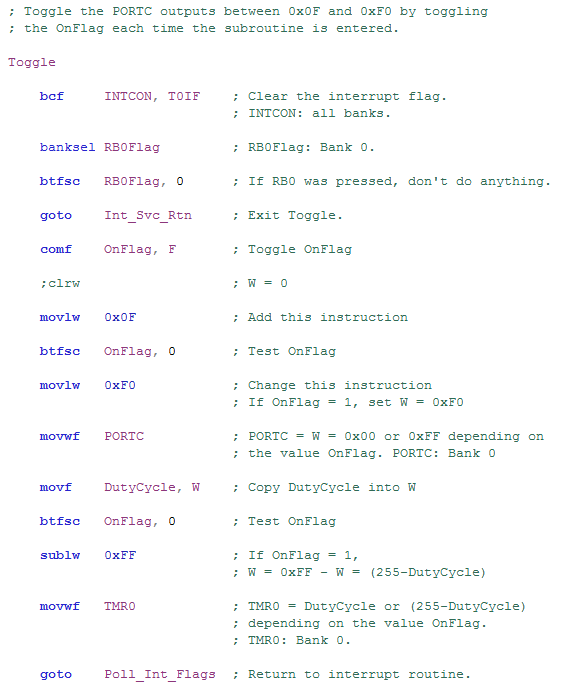 ; Toggle the PORTC outputs between 0x0F and 0xF0 by toggling
; the OnFlag each time the subroutine is entered.
Toggle
bcf INTCON, T0IF ; Clear the interrupt flag.
; INTCON: all banks.
banksel RB0Flag ; RB0Flag: Bank 0.
btfsc RB0Flag, 0 ; If RB0 was pressed, don't do anything.
goto Int_Svc_Rtn ; Exit Toggle.
comf OnFlag, F ; Toggle OnFlag
;clrw ; W = 0
movlw 0x0F ; Add this instruction
btfsc OnFlag, 0 ; Test OnFlag
movlw 0xF0 ; Change this instruction
; If OnFlag = 1, set W = 0xF0
movwf PORTC ; PORTC = W = 0x00 or 0xFF depending on
; the value OnFlag. PORTC: Bank 0
movf DutyCycle, W ; Copy DutyCycle into W
btfsc OnFlag, 0 ; Test OnFlag
sublw 0xFF ; If OnFlag = 1,
; W = 0xFF - W = (255-DutyCycle)
movwf TMR0 ; TMR0 = DutyCycle or (255-DutyCycle)
; depending on the value OnFlag.
; TMR0: Bank 0.
goto Poll_Int_Flags ; Return to interrupt routine.